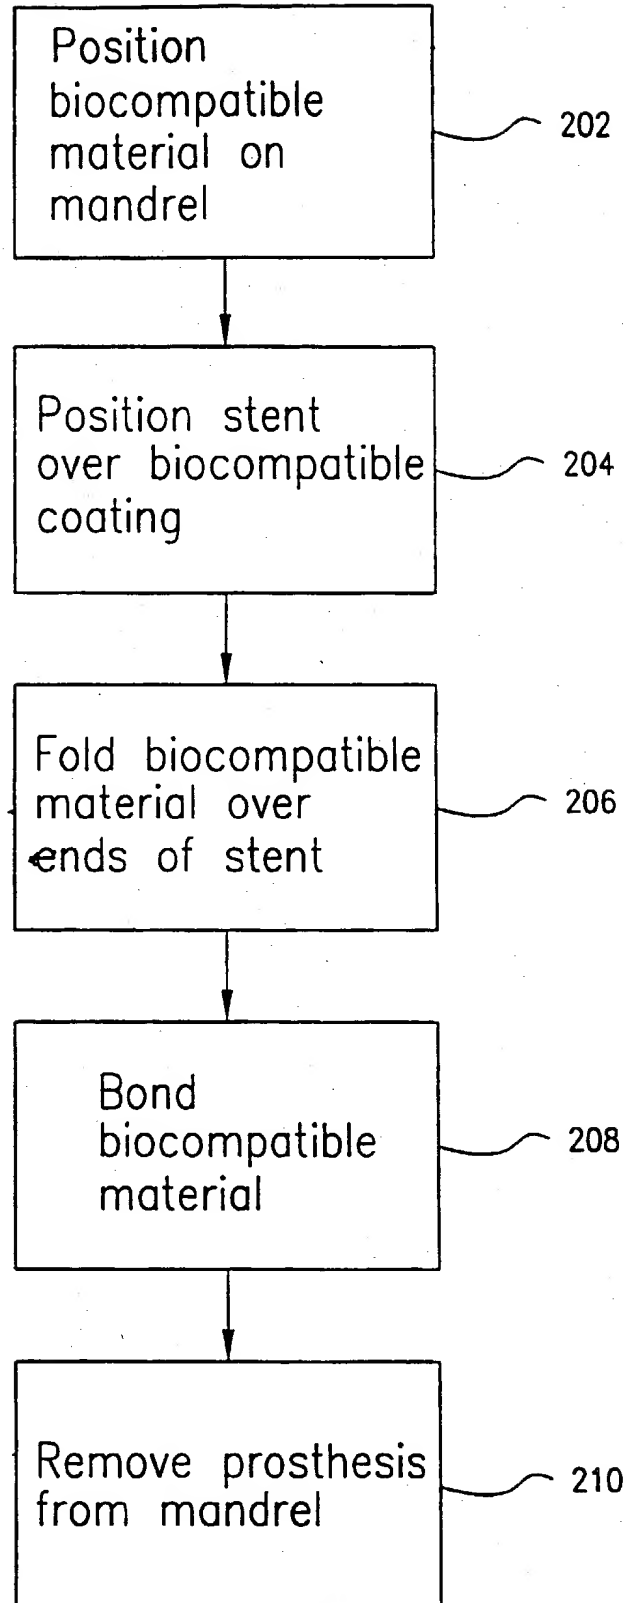 Position
biocompatible
material on
mandrel
202
Position stent
over biocompatible
coating
204
Fold biocompatible
material over
ends of stent
206
Bond
biocompatible
material
208
Remove prosthesis
from mandrel
210